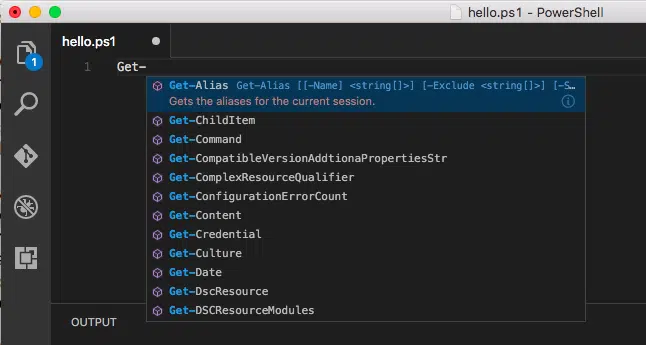 hello.ps1 - PowerShell
hello.ps1
1
1 Get-
Get-Alias Get-Alias [[-Name] <string[]>] [-Exclude <string[]>] [-S…
Gets the aliases for the current session.
Get-ChildItem
Get-Command
Get-CompatibleVersionAddtionaPropertiesStr
Get-ComplexResourceQualifier
Get-ConfigurationErrorCount
Get-Content
Get-Credential
Get-Culture
Get-Date
Get-DscResource
Get-DSCResourceModules
OUTPUT